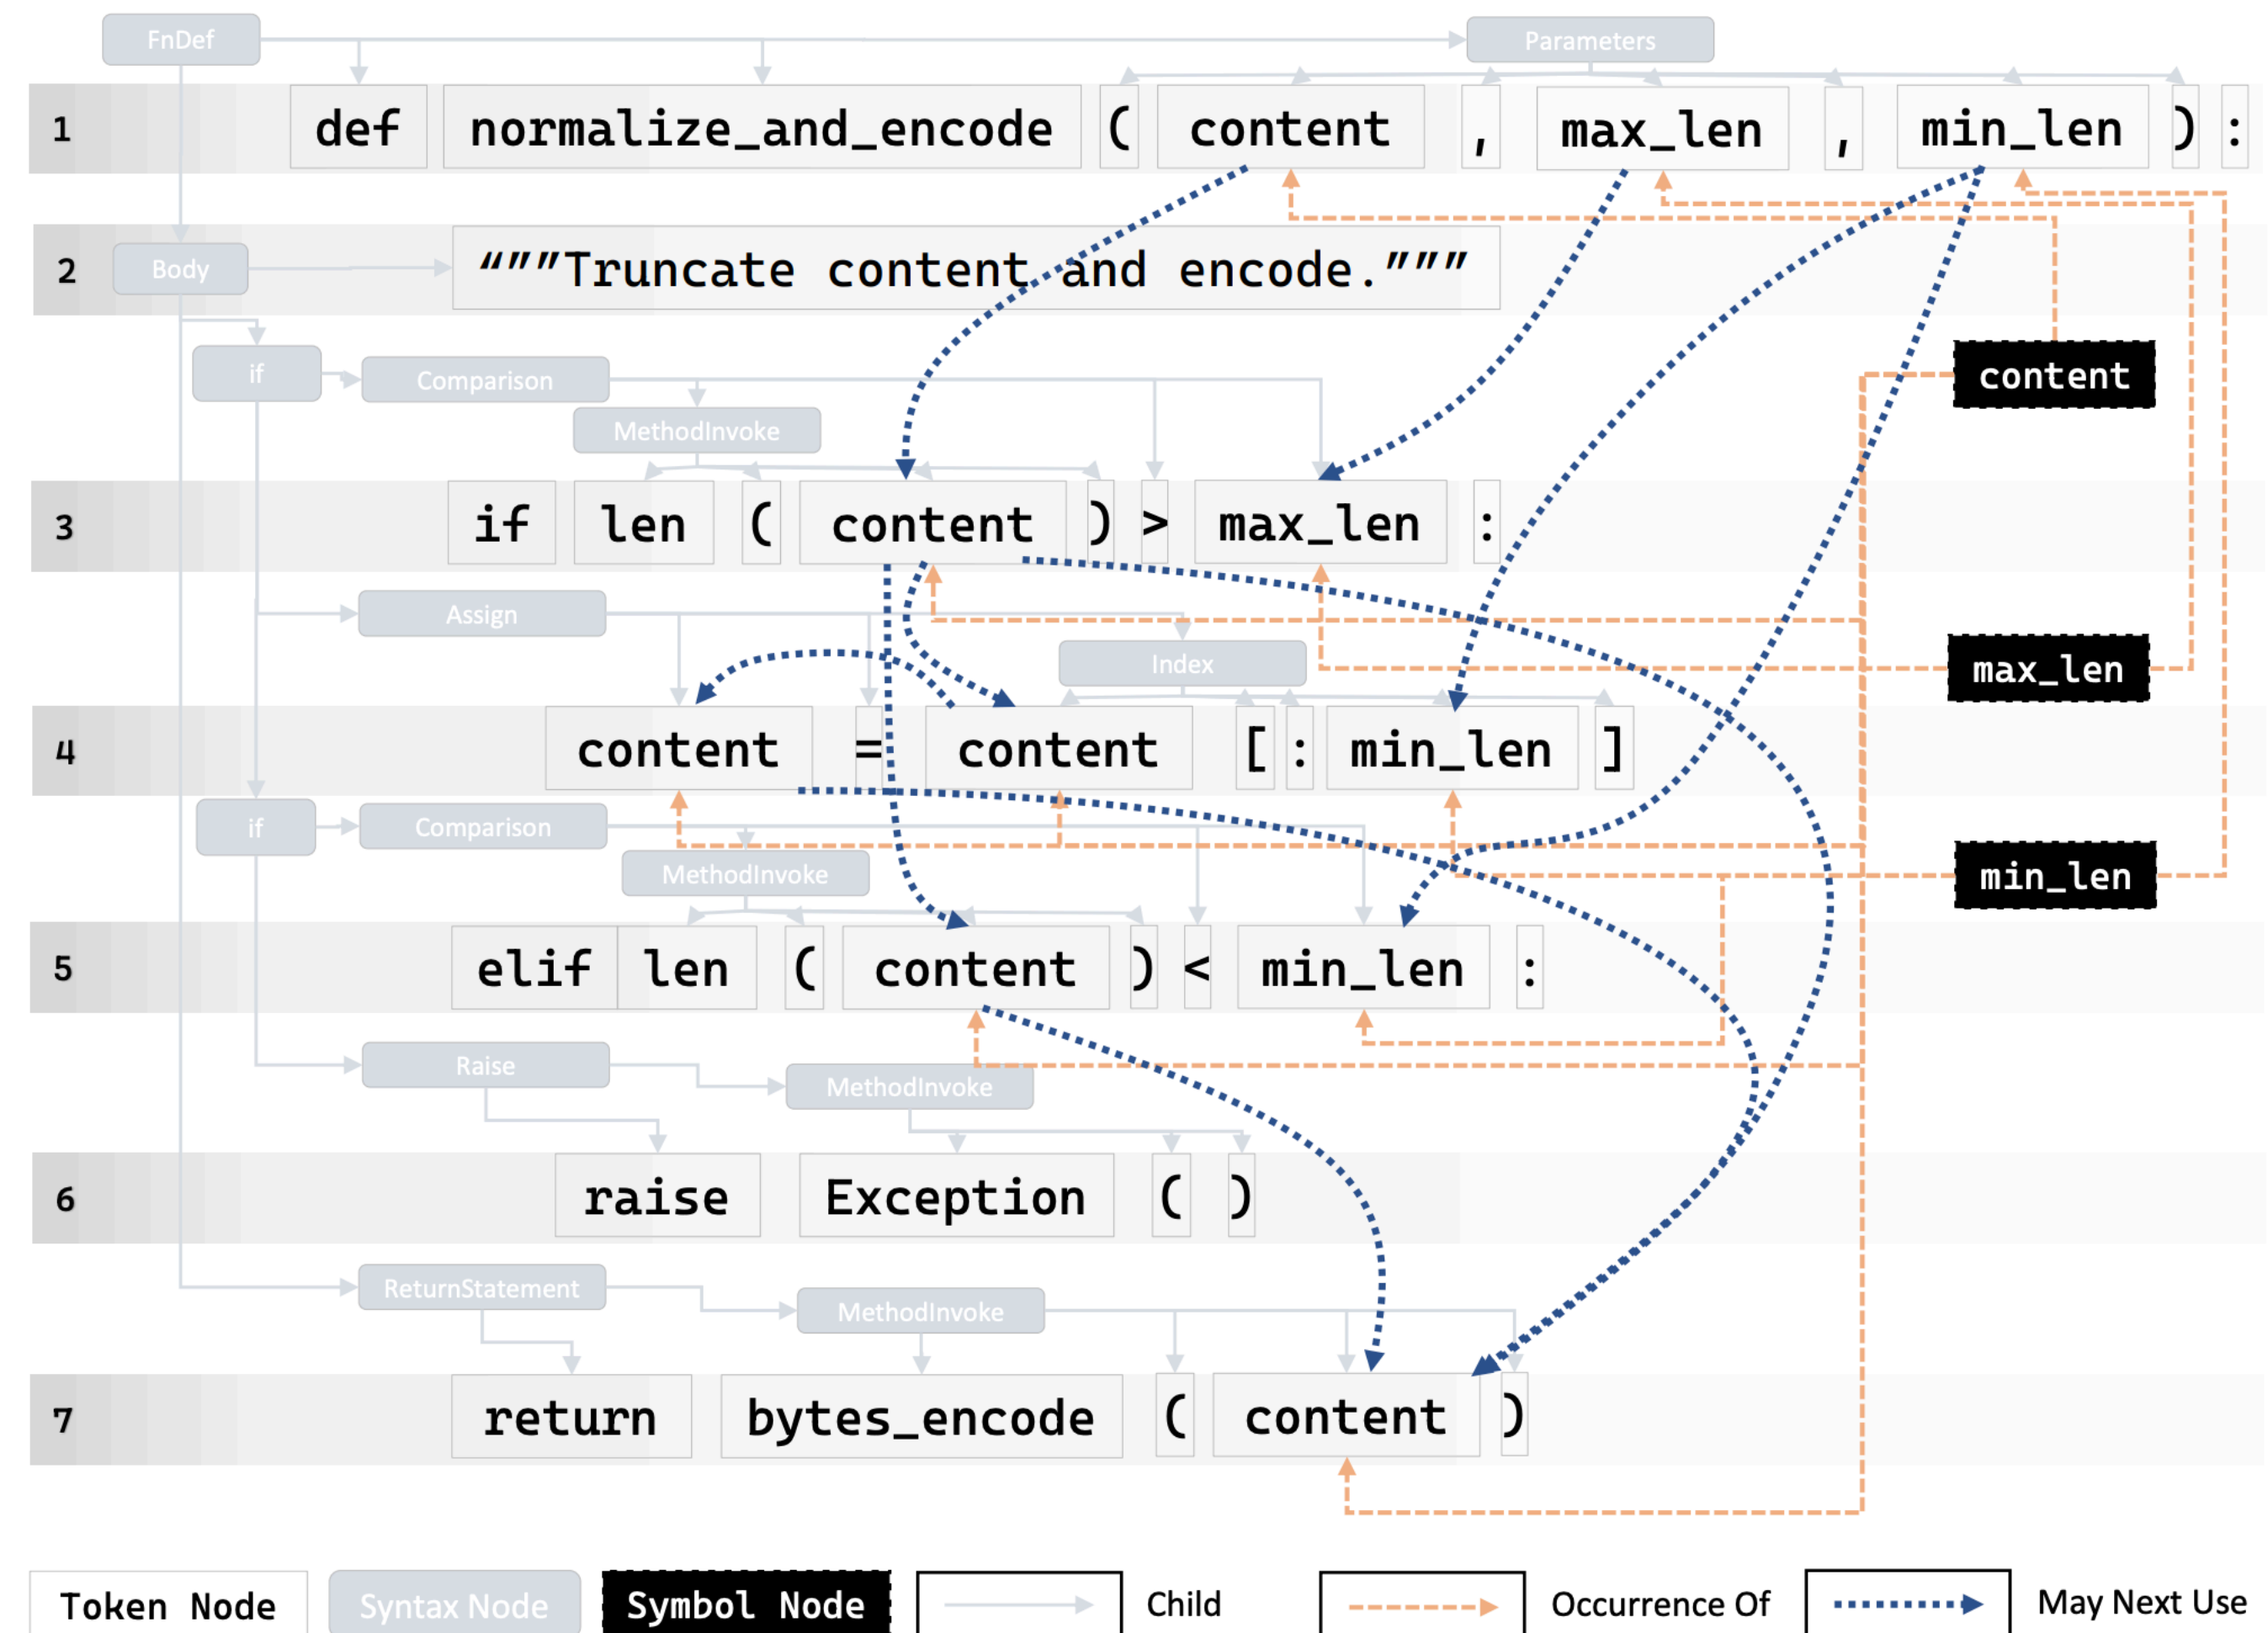 FnDef Parameters
1 def normalize_and_encode ( content , max_len , min_len ) :
2 Body “””Truncate content and encode.”””
if Comparison content
MethodInvoke
3 if len ( content ) > max_len :
Assign
Index max_len
4 content = content [ : min_len ]
if Comparison
MethodInvoke min_len
5 elif len ( content ) < min_len :
Raise
MethodInvoke
6 raise Exception ( )
ReturnStatement
MethodInvoke
7 return bytes_encode ( content )
Token Node Syntax Node Symbol Node Child Occurrence Of May Next Use